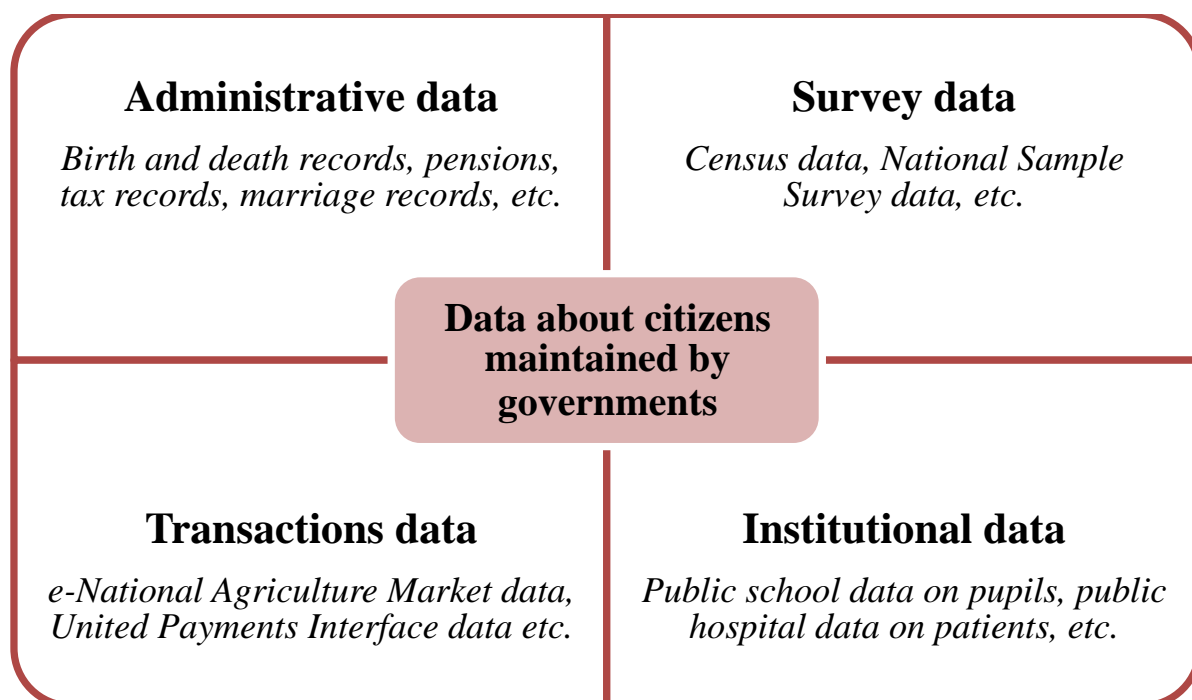 Administrative data
Birth and death records, pensions,
tax records, marriage records, etc.
Survey data
Census data, National Sample
Survey data, etc.
Data about citizens
maintained by
governments
Transactions data
e-National Agriculture Market data,
United Payments Interface data etc.
Institutional data
Public school data on pupils, public
hospital data on patients, etc.